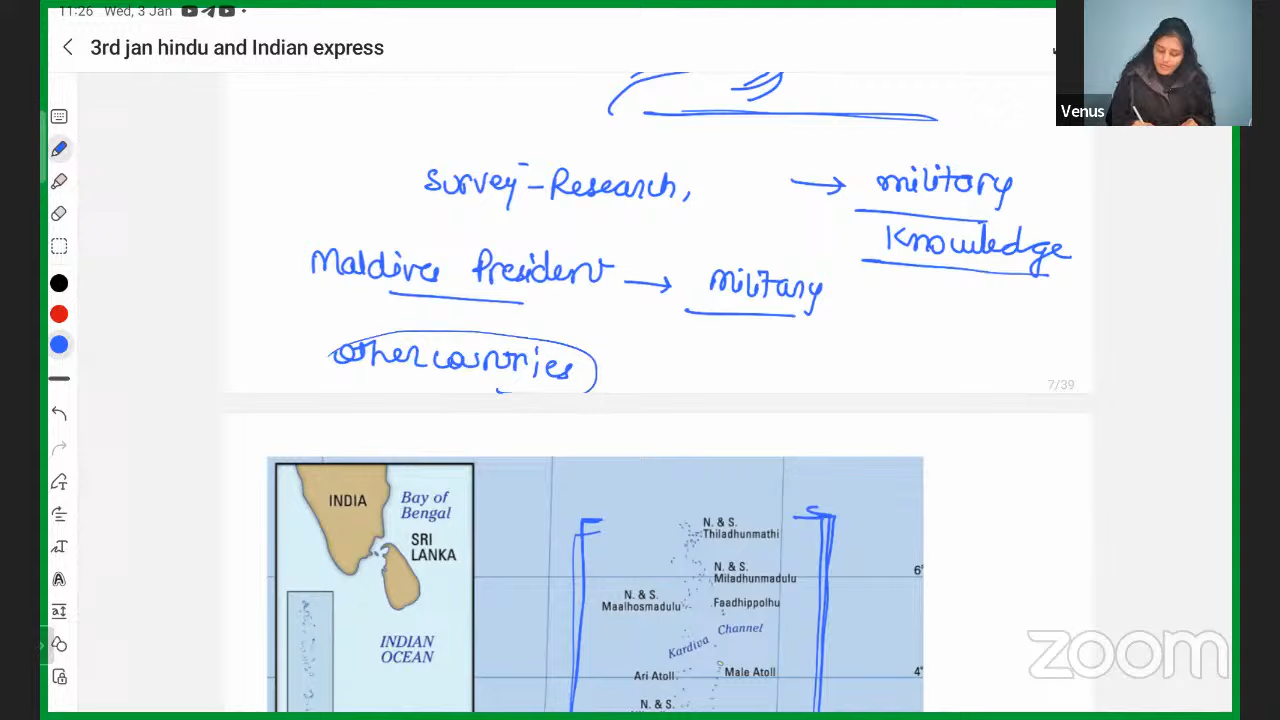 11:26 Wed, 3 Jan
3rd jan hindu and Indian express
Venus
Survey - Research, → military
Knowledge
Maldives President → military
other countries
7/39
INDIA
Bay of
Bengal
SRI
LANKA
INDIAN
OCEAN
N. & S.
Thiladhunmathi
N. & S.
Miladhunmadulu
6°
N. & S.
Maalhosmadulu
Faadhippolhu
Kardiva Channel
Ari Atoll
Male Atoll
4°
N. & S.
zoom